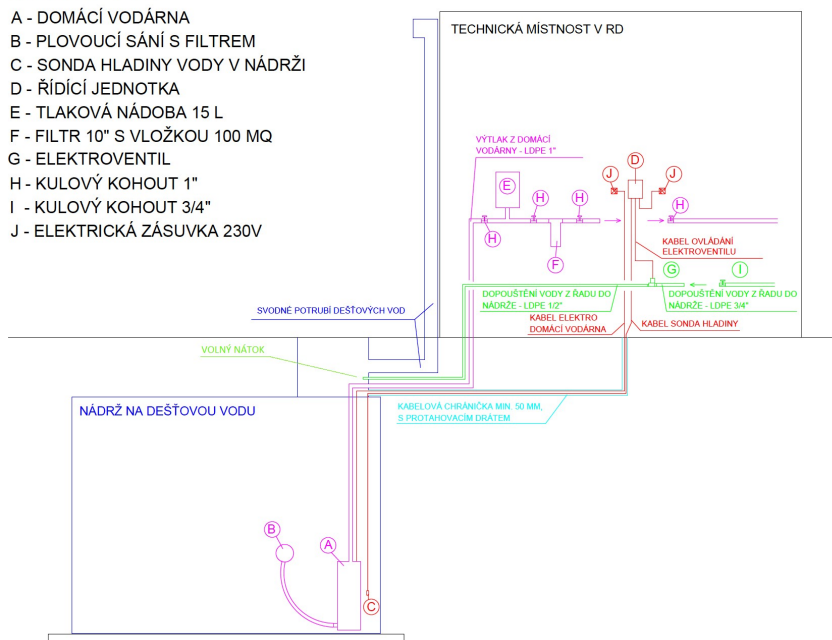 A - DOMÁCÍ VODÁRNA
B - PLOVOUCÍ SÁNÍ S FILTREM
C - SONDA HLADINY VODY V NÁDRŽI
D - ŘÍDÍCÍ JEDNOTKA
E - TLAKOVÁ NÁDOBA 15 L
F - FILTR 10" S VLOŽKOU 100 MQ
G - ELEKTROVENTIL
H - KULOVÝ KOHOUT 1"
I - KULOVÝ KOHOUT 3/4"
J - ELEKTRICKÁ ZÁSUVKA 230V
TECHNICKÁ MÍSTNOST V RD
VÝTLAK Z DOMÁCÍ
VODÁRNY - LDPE 1"
J
D
J
E
H
H
H
H
F
KABEL OVLÁDÁNÍ
ELEKTROVENTILU
G
I
DOPOUŠTĚNÍ VODY Z ŘADU DO
NÁDRŽE - LDPE 1/2"
DOPOUŠTĚNÍ VODY Z ŘADU DO
NÁDRŽE - LDPE 3/4"
SVODNÉ POTRUBÍ DEŠŤOVÝCH VOD
KABEL ELEKTRO
DOMÁCÍ VODÁRNA
KABEL SONDA HLADINY
VOLNÝ NÁTOK
NÁDRŽ NA DEŠŤOVOU VODU
KABELOVÁ CHRÁNIČKA MIN. 50 MM,
S PROTAHOVACÍM DRÁTEM
B
A
C